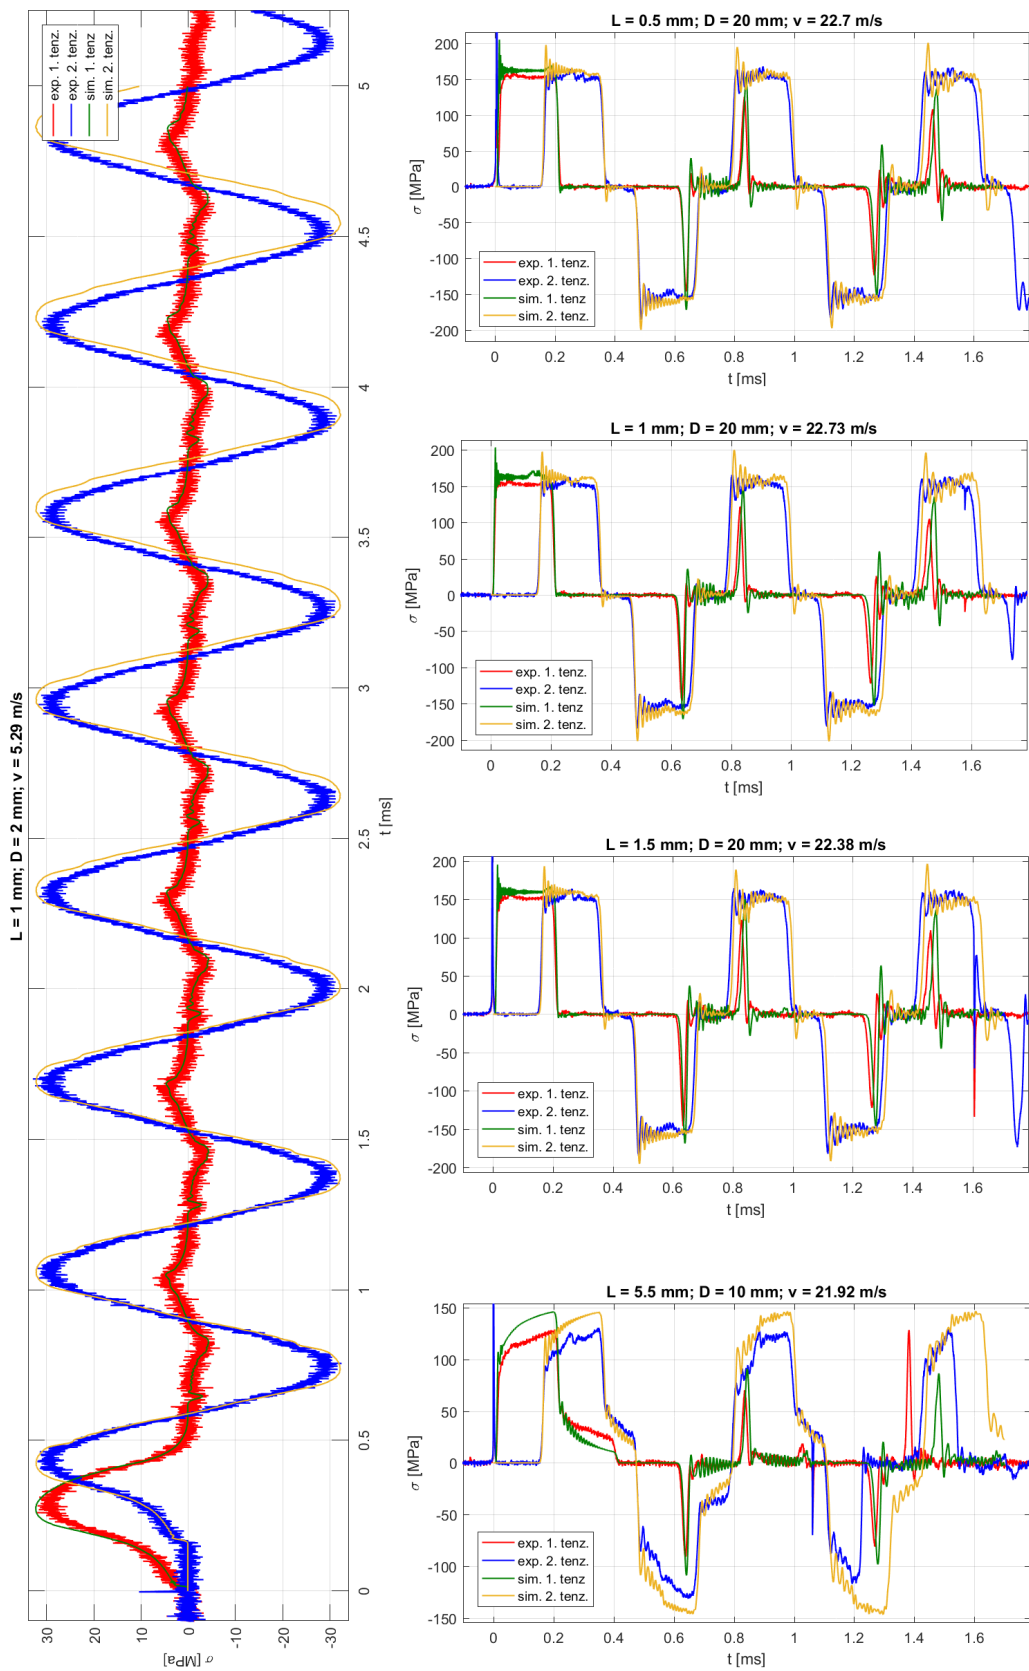 L = 1 mm; D = 2 mm; v = 5.29 m/s
exp. 1. tenz.
exp. 2. tenz.
sim. 1. tenz
sim. 2. tenz.
30
20
10
0
-10
-20
-30
σ [MPa]
0
0.5
1
1.5
2
2.5
3
3.5
4
4.5
5
t [ms]
L = 0.5 mm; D = 20 mm; v = 22.7 m/s
200
150
100
50
0
-50
-100
-150
-200
σ [MPa]
exp. 1. tenz.
exp. 2. tenz.
sim. 1. tenz
sim. 2. tenz.
0 0.2 0.4 0.6 0.8 1 1.2 1.4 1.6
t [ms]
L = 1 mm; D = 20 mm; v = 22.73 m/s
200
150
100
50
0
-50
-100
-150
-200
σ [MPa]
exp. 1. tenz.
exp. 2. tenz.
sim. 1. tenz
sim. 2. tenz.
0 0.2 0.4 0.6 0.8 1 1.2 1.4 1.6
t [ms]
L = 1.5 mm; D = 20 mm; v = 22.38 m/s
200
150
100
50
0
-50
-100
-150
-200
σ [MPa]
exp. 1. tenz.
exp. 2. tenz.
sim. 1. tenz
sim. 2. tenz.
0 0.2 0.4 0.6 0.8 1 1.2 1.4 1.6
t [ms]
L = 5.5 mm; D = 10 mm; v = 21.92 m/s
150
100
50
0
-50
-100
-150
σ [MPa]
exp. 1. tenz.
exp. 2. tenz.
sim. 1. tenz
sim. 2. tenz.
0 0.2 0.4 0.6 0.8 1 1.2 1.4 1.6
t [ms]